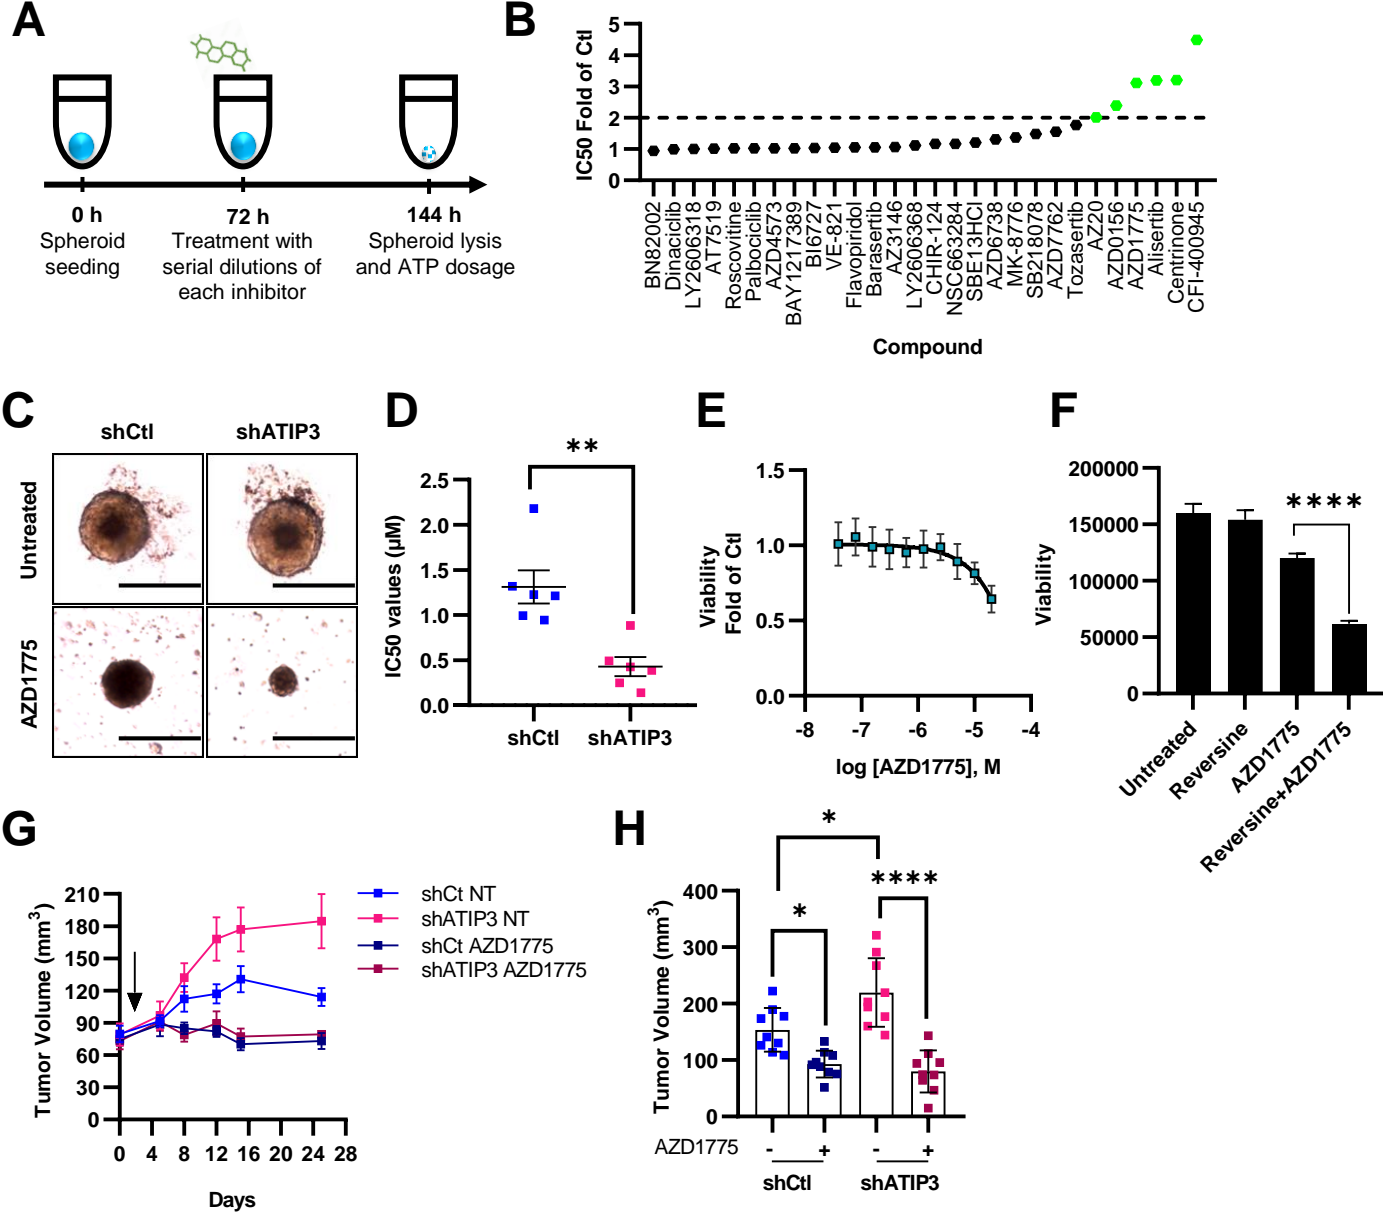 A
0 h
Spheroid
seeding
72 h
Treatment with
serial dilutions of
each inhibitor
144 h
Spheroid lysis
and ATP dosage
B
IC50 Fold of Ctl
5
4
3
2
1
0
BN82002
Dinaciclib
LY2606318
AT7519
Roscovitine
Palbociclib
AZD4573
BAY1217389
BI6727
VE-821
Flavopiridol
Barasertib
AZ3146
LY2606368
CHIR-124
NSC663284
SBE13HCl
AZD6738
MK-8776
SB218078
AZD7762
Tozasertib
AZ20
AZD0156
AZD1775
Alisertib
Centrinone
CFI-400945
Compound
C
shCtl
shATIP3
Untreated
AZD1775
D
**
IC50 values (µM)
2.5
2.0
1.5
1.0
0.5
0.0
shCtl
shATIP3
E
Viability
Fold of Ctl
1.5
1.0
0.5
0.0
-8
-7
-6
-5
-4
log [AZD1775], M
F
Viability
200000
150000
100000
50000
0
****
Untreated
Reversine
AZD1775
Reversine+AZD1775
G
Tumor Volume (mm³)
210
180
150
120
90
60
30
0
0 4 8 12 16 20 24 28
Days
shCt NT
shATIP3 NT
shCt AZD1775
shATIP3 AZD1775
H
Tumor Volume (mm³)
400
300
200
100
0
*
*
****
AZD1775 - + - +
shCtl
shATIP3